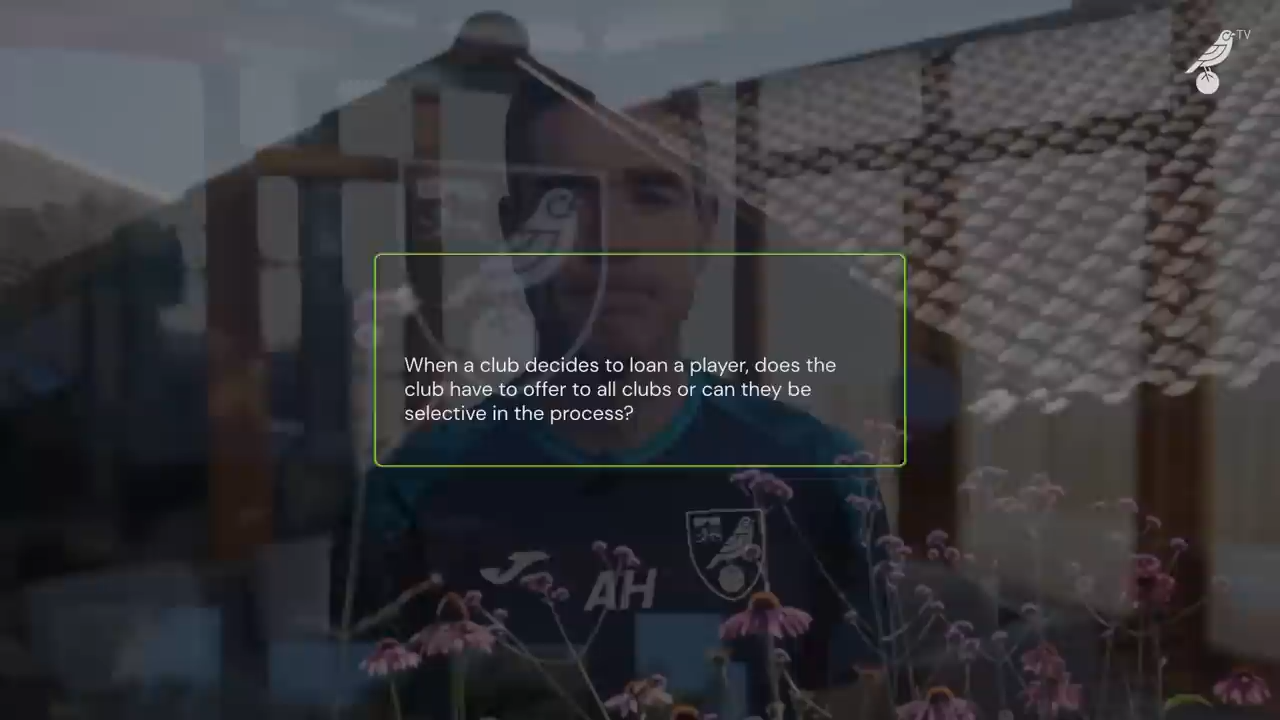 TV
When a club decides to loan a player, does the
club have to offer to all clubs or can they be
selective in the process?
AH